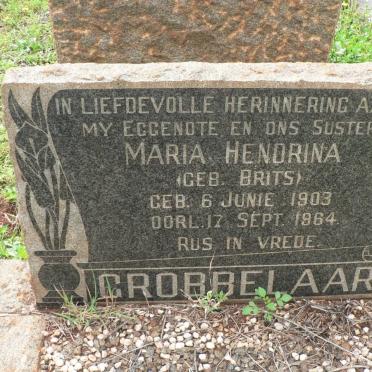 IN LIEFDEVOLLE HERINNERING A
MY EGGENOTE EN ONS SUSTER
MARIA HENDRINA
(GEB. BRITS)
GEB. 6 JUNIE 1903
OORL. 17 SEPT. 1964
RUS IN VREDE.
GROBBELAAR